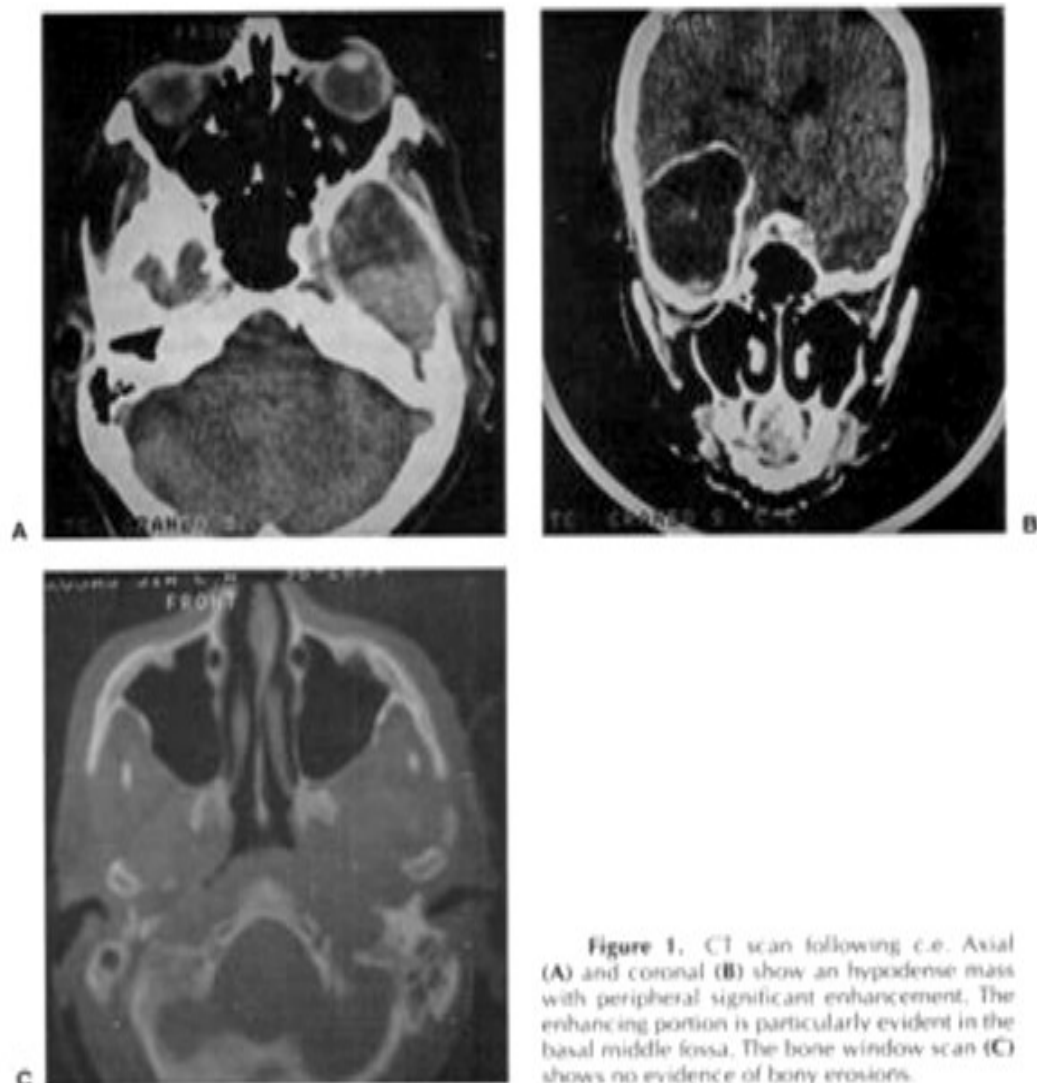 FRONT
A
TC CRANEO S. C-C
B
FRONT
C
Figure 1. CT scan following c.e. Axial
(A) and coronal (B) show an hypodense mass
with peripheral significant enhancement. The
enhancing portion is particularly evident in the
basal middle fossa. The bone window scan (C)
shows no evidence of bony erosions.